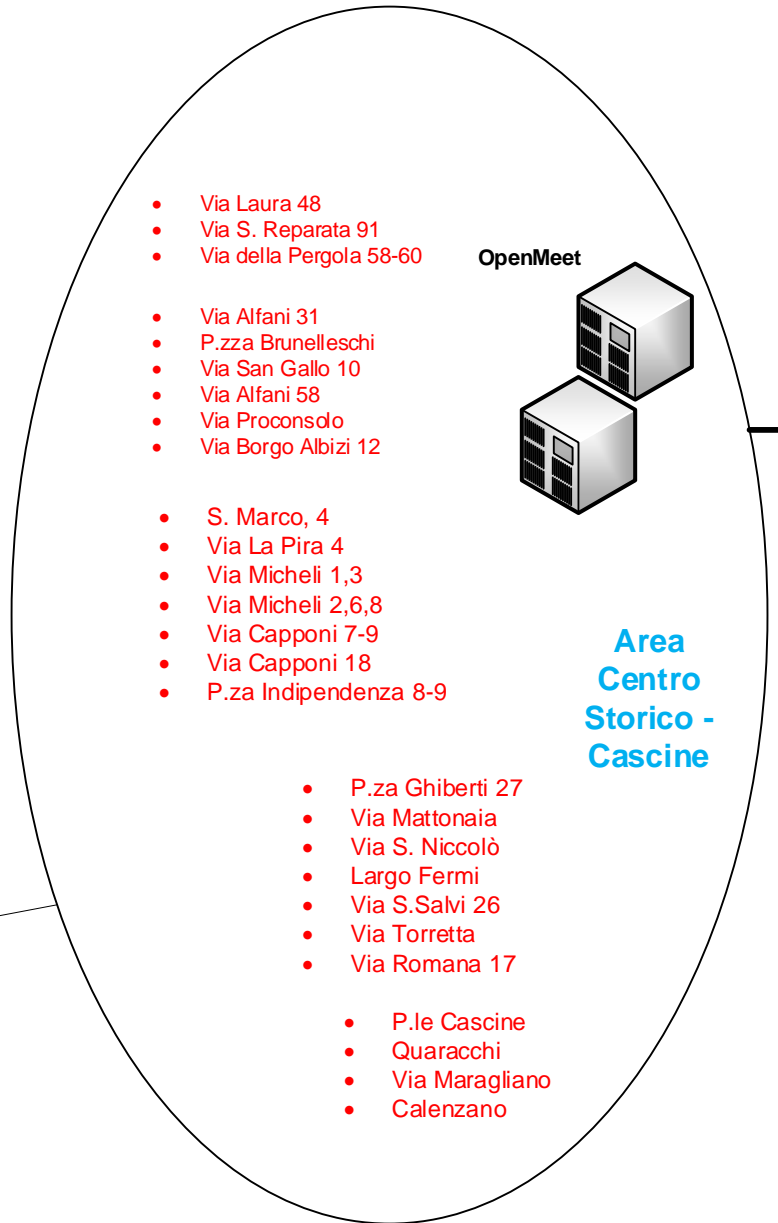 Via Laura 48
Via S. Reparata 91
Via della Pergola 58-60
OpenMeet
Via Alfani 31
P.zza Brunelleschi
Via San Gallo 10
Via Alfani 58
Via Proconsolo
Via Borgo Albizi 12
S. Marco, 4
Via La Pira 4
Via Micheli 1,3
Via Micheli 2,6,8
Via Capponi 7-9
Via Capponi 18
P.za Indipendenza 8-9
Area
Centro
Storico -
Cascine
P.za Ghiberti 27
Via Mattonaia
Via S. Niccolò
Largo Fermi
Via S.Salvi 26
Via Torretta
Via Romana 17
P.le Cascine
Quaracchi
Via Maragliano
Calenzano